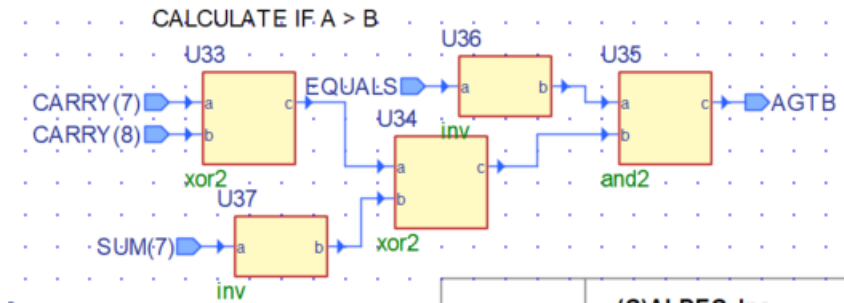 CALCULATE IF A > B
U33
U36
U35
CARRY(7)
a
c
EQUALS
a
b
a
c
AGTB
CARRY(8)
b
U34
inv
b
a
c
xor2
and2
U37
b
SUM(7)
a
b
xor2
inv